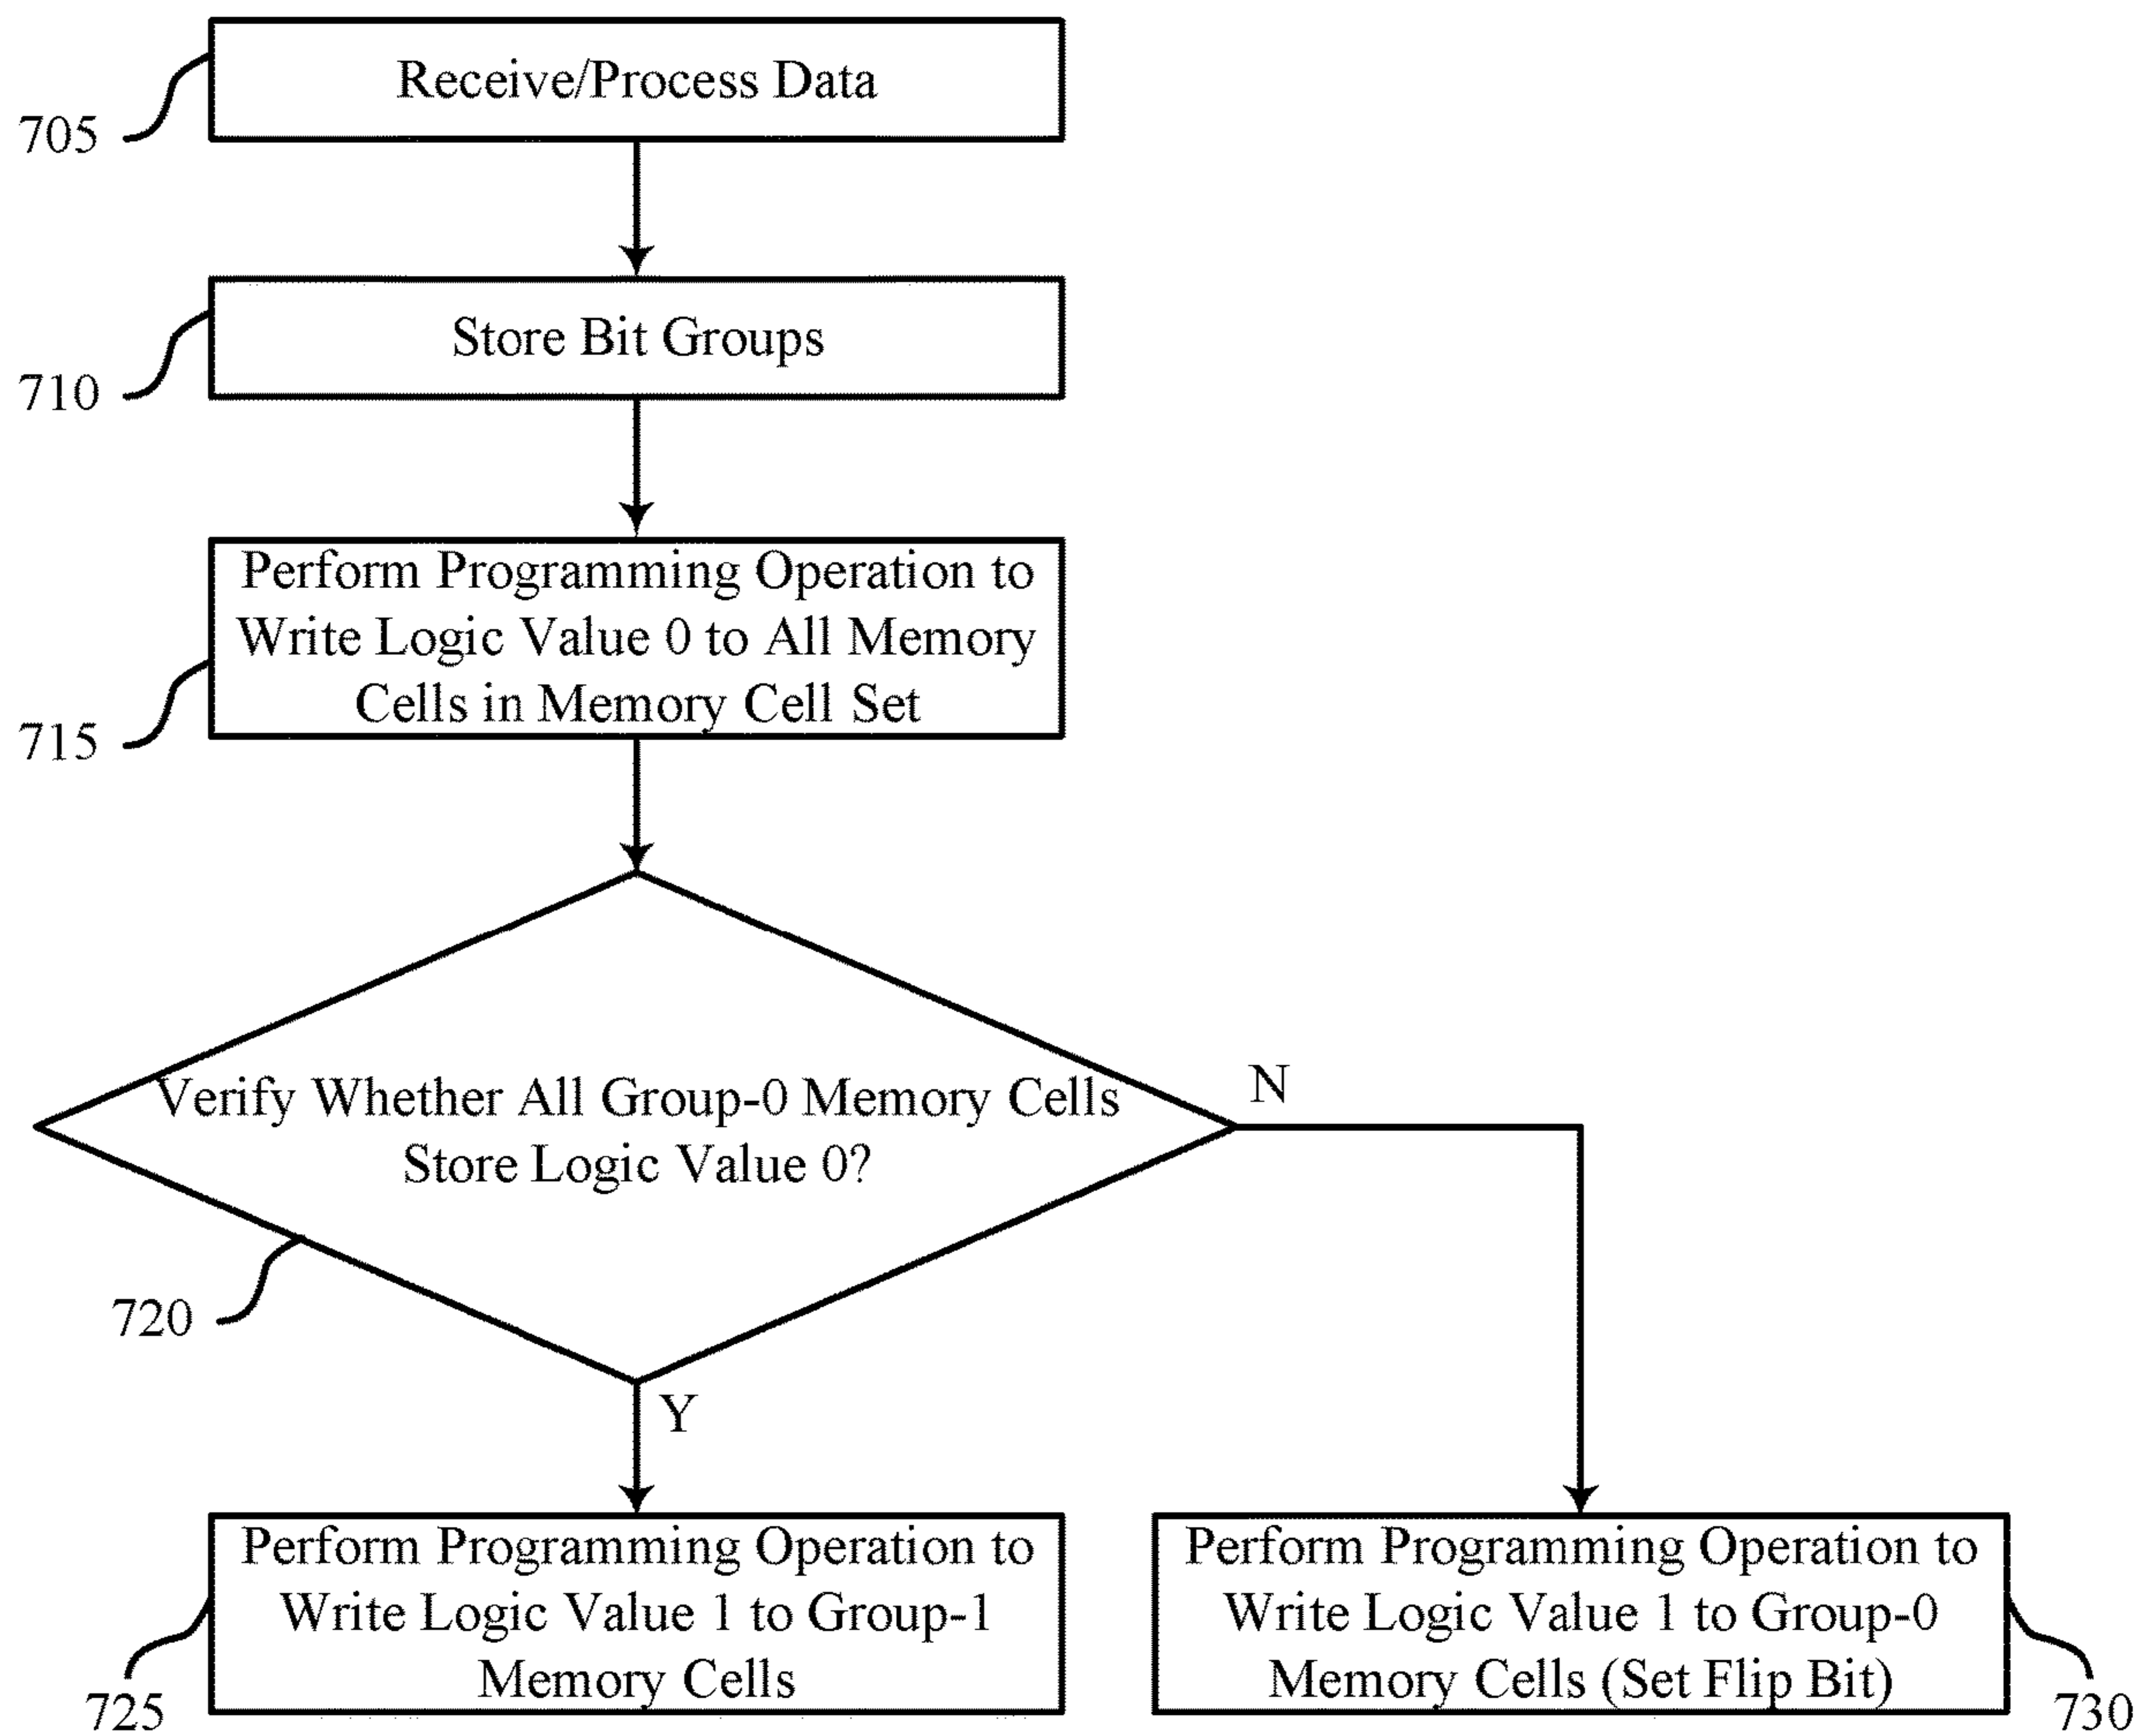 Receive/Process Data
705
Store Bit Groups
710
Perform Programming Operation to
Write Logic Value 0 to All Memory
Cells in Memory Cell Set
715
Verify Whether All Group-0 Memory Cells
Store Logic Value 0?
N
720
Y
Perform Programming Operation to
Write Logic Value 1 to Group-1
Memory Cells
725
Perform Programming Operation to
Write Logic Value 1 to Group-0
Memory Cells (Set Flip Bit)
730